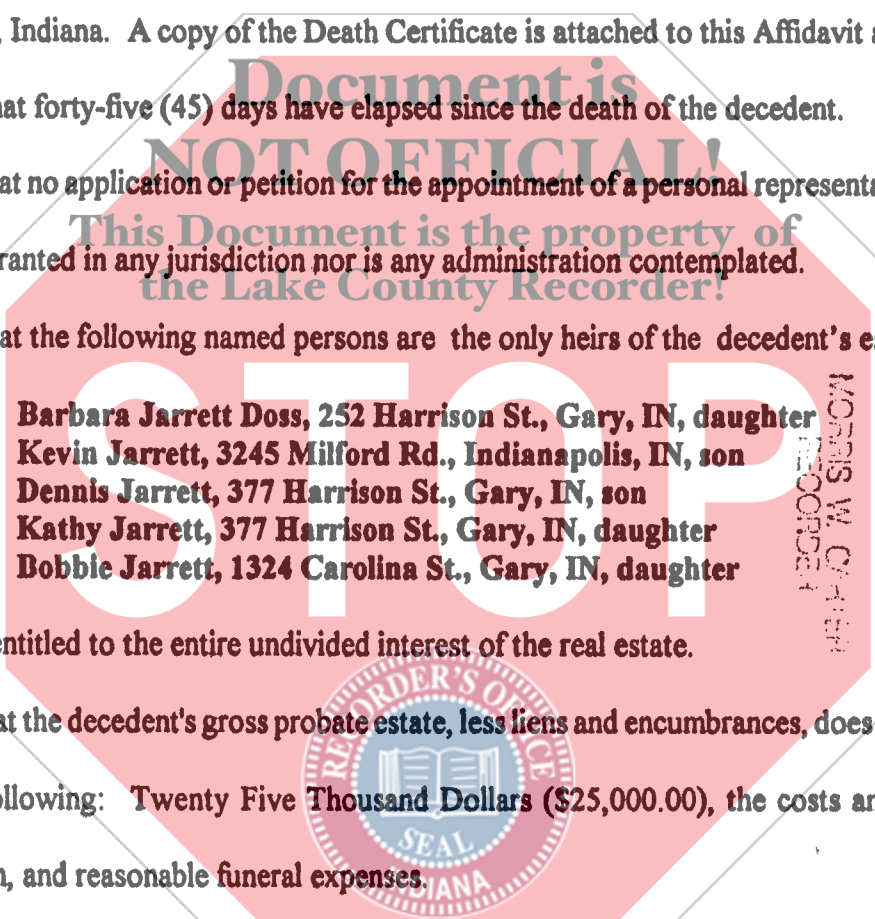 , Indiana. A copy of the Death Certificate is attached to this Affidavit a
Document is
at forty-five (45) days have elapsed since the death of the decedent.
NOT OFFICIAL!
at no application or petition for the appointment of a personal representa
This Document is the property of
ranted in any jurisdiction nor is any administration contemplated.
the Lake County Recorder!
at the following named persons are the only heirs of the decedent's e
STOP
Barbara Jarrett Doss, 252 Harrison St., Gary, IN, daughter
Kevin Jarrett, 3245 Milford Rd., Indianapolis, IN, son
Dennis Jarrett, 377 Harrison St., Gary, IN, son
Kathy Jarrett, 377 Harrison St., Gary, IN, daughter
Bobbie Jarrett, 1324 Carolina St., Gary, IN, daughter
MORRIS W. CARTER
RECORDER
entitled to the entire undivided interest of the real estate.
at the decedent's gross probate estate, less liens and encumbrances, does
llowing: Twenty Five Thousand Dollars ($25,000.00), the costs an
n, and reasonable funeral expenses.
RECORDER'S OFFICE
SEAL
INDIANA